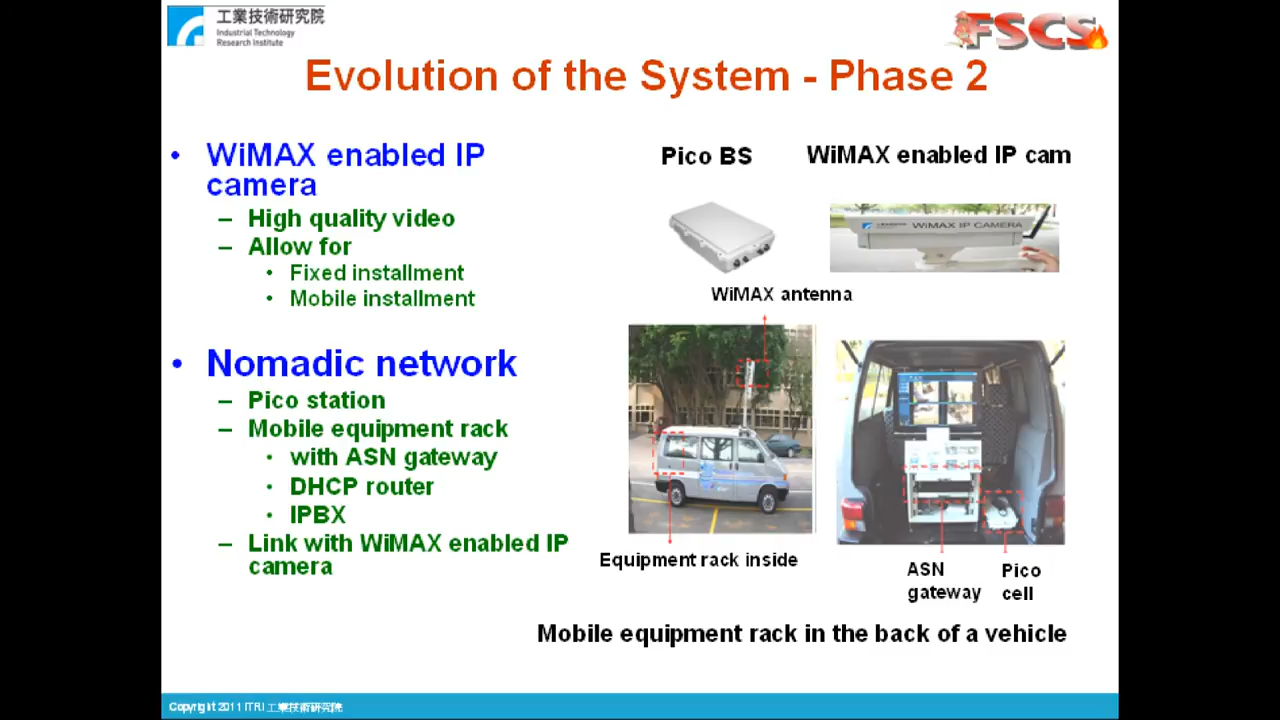 工業技術研究院
Industrial Technology
Research Institute
FSCS
Evolution of the System - Phase 2
• WiMAX enabled IP
camera
– High quality video
– Allow for
• Fixed installment
• Mobile installment
• Nomadic network
– Pico station
– Mobile equipment rack
• with ASN gateway
• DHCP router
• IPBX
– Link with WiMAX enabled IP
camera
Pico BS
WiMAX enabled IP cam
WiMAX IP CAMERA
WiMAX antenna
Equipment rack inside
ASN
gateway
Pico
cell
Mobile equipment rack in the back of a vehicle
Copyright 2011 ITRI 工業技術研究院